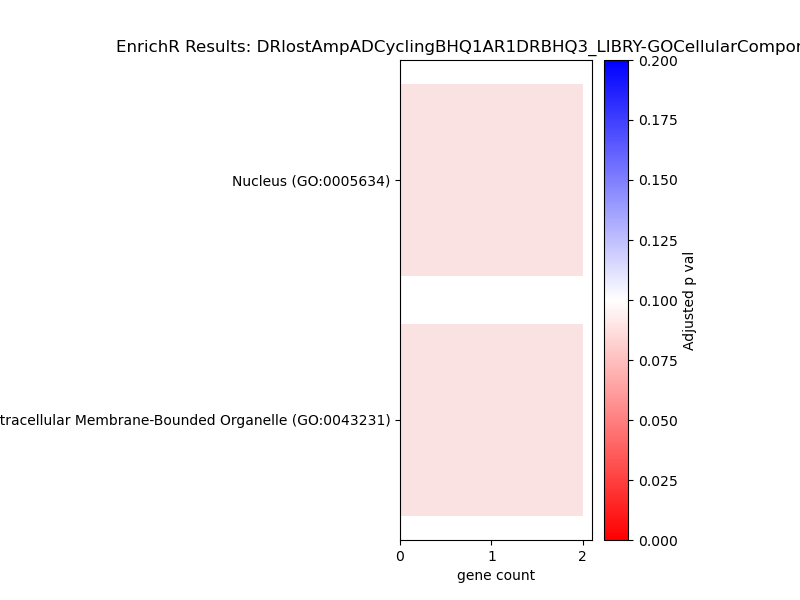 EnrichR Results: DRlostAmpADCyclingBHQ1AR1DRBHQ3_LIBRY-GOCellularCompor
Nucleus (GO:0005634)
tracellular Membrane-Bounded Organelle (GO:0043231)
0
1
2
gene count
0.200
0.175
0.150
0.125
0.100
0.075
0.050
0.025
0.000
Adjusted p val